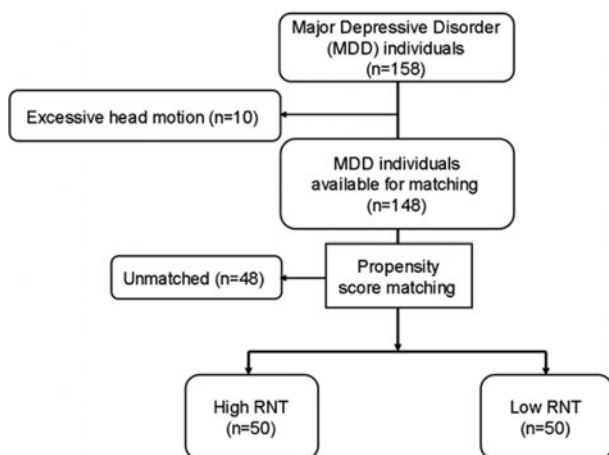 Major Depressive Disorder
(MDD) individuals
(n=158)
Excessive head motion (n=10)
MDD individuals
available for matching
(n=148)
Unmatched (n=48)
Propensity
score matching
High RNT
(n=50)
Low RNT
(n=50)